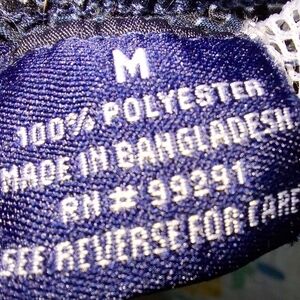 M
100% POLYESTER
MADE IN BANGLADESH
RN # 99291
SEE REVERSE FOR CARE